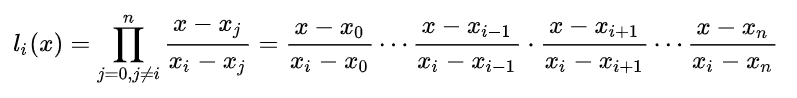 $l_i(x) = \prod_{j=0, j \neq i}^{n} \frac{x - x_j}{x_i - x_j} = \frac{x - x_0}{x_i - x_0} \cdots \frac{x - x_{i-1}}{x_i - x_{i-1}} \cdot \frac{x - x_{i+1}}{x_i - x_{i+1}} \cdots \frac{x - x_n}{x_i - x_n}$